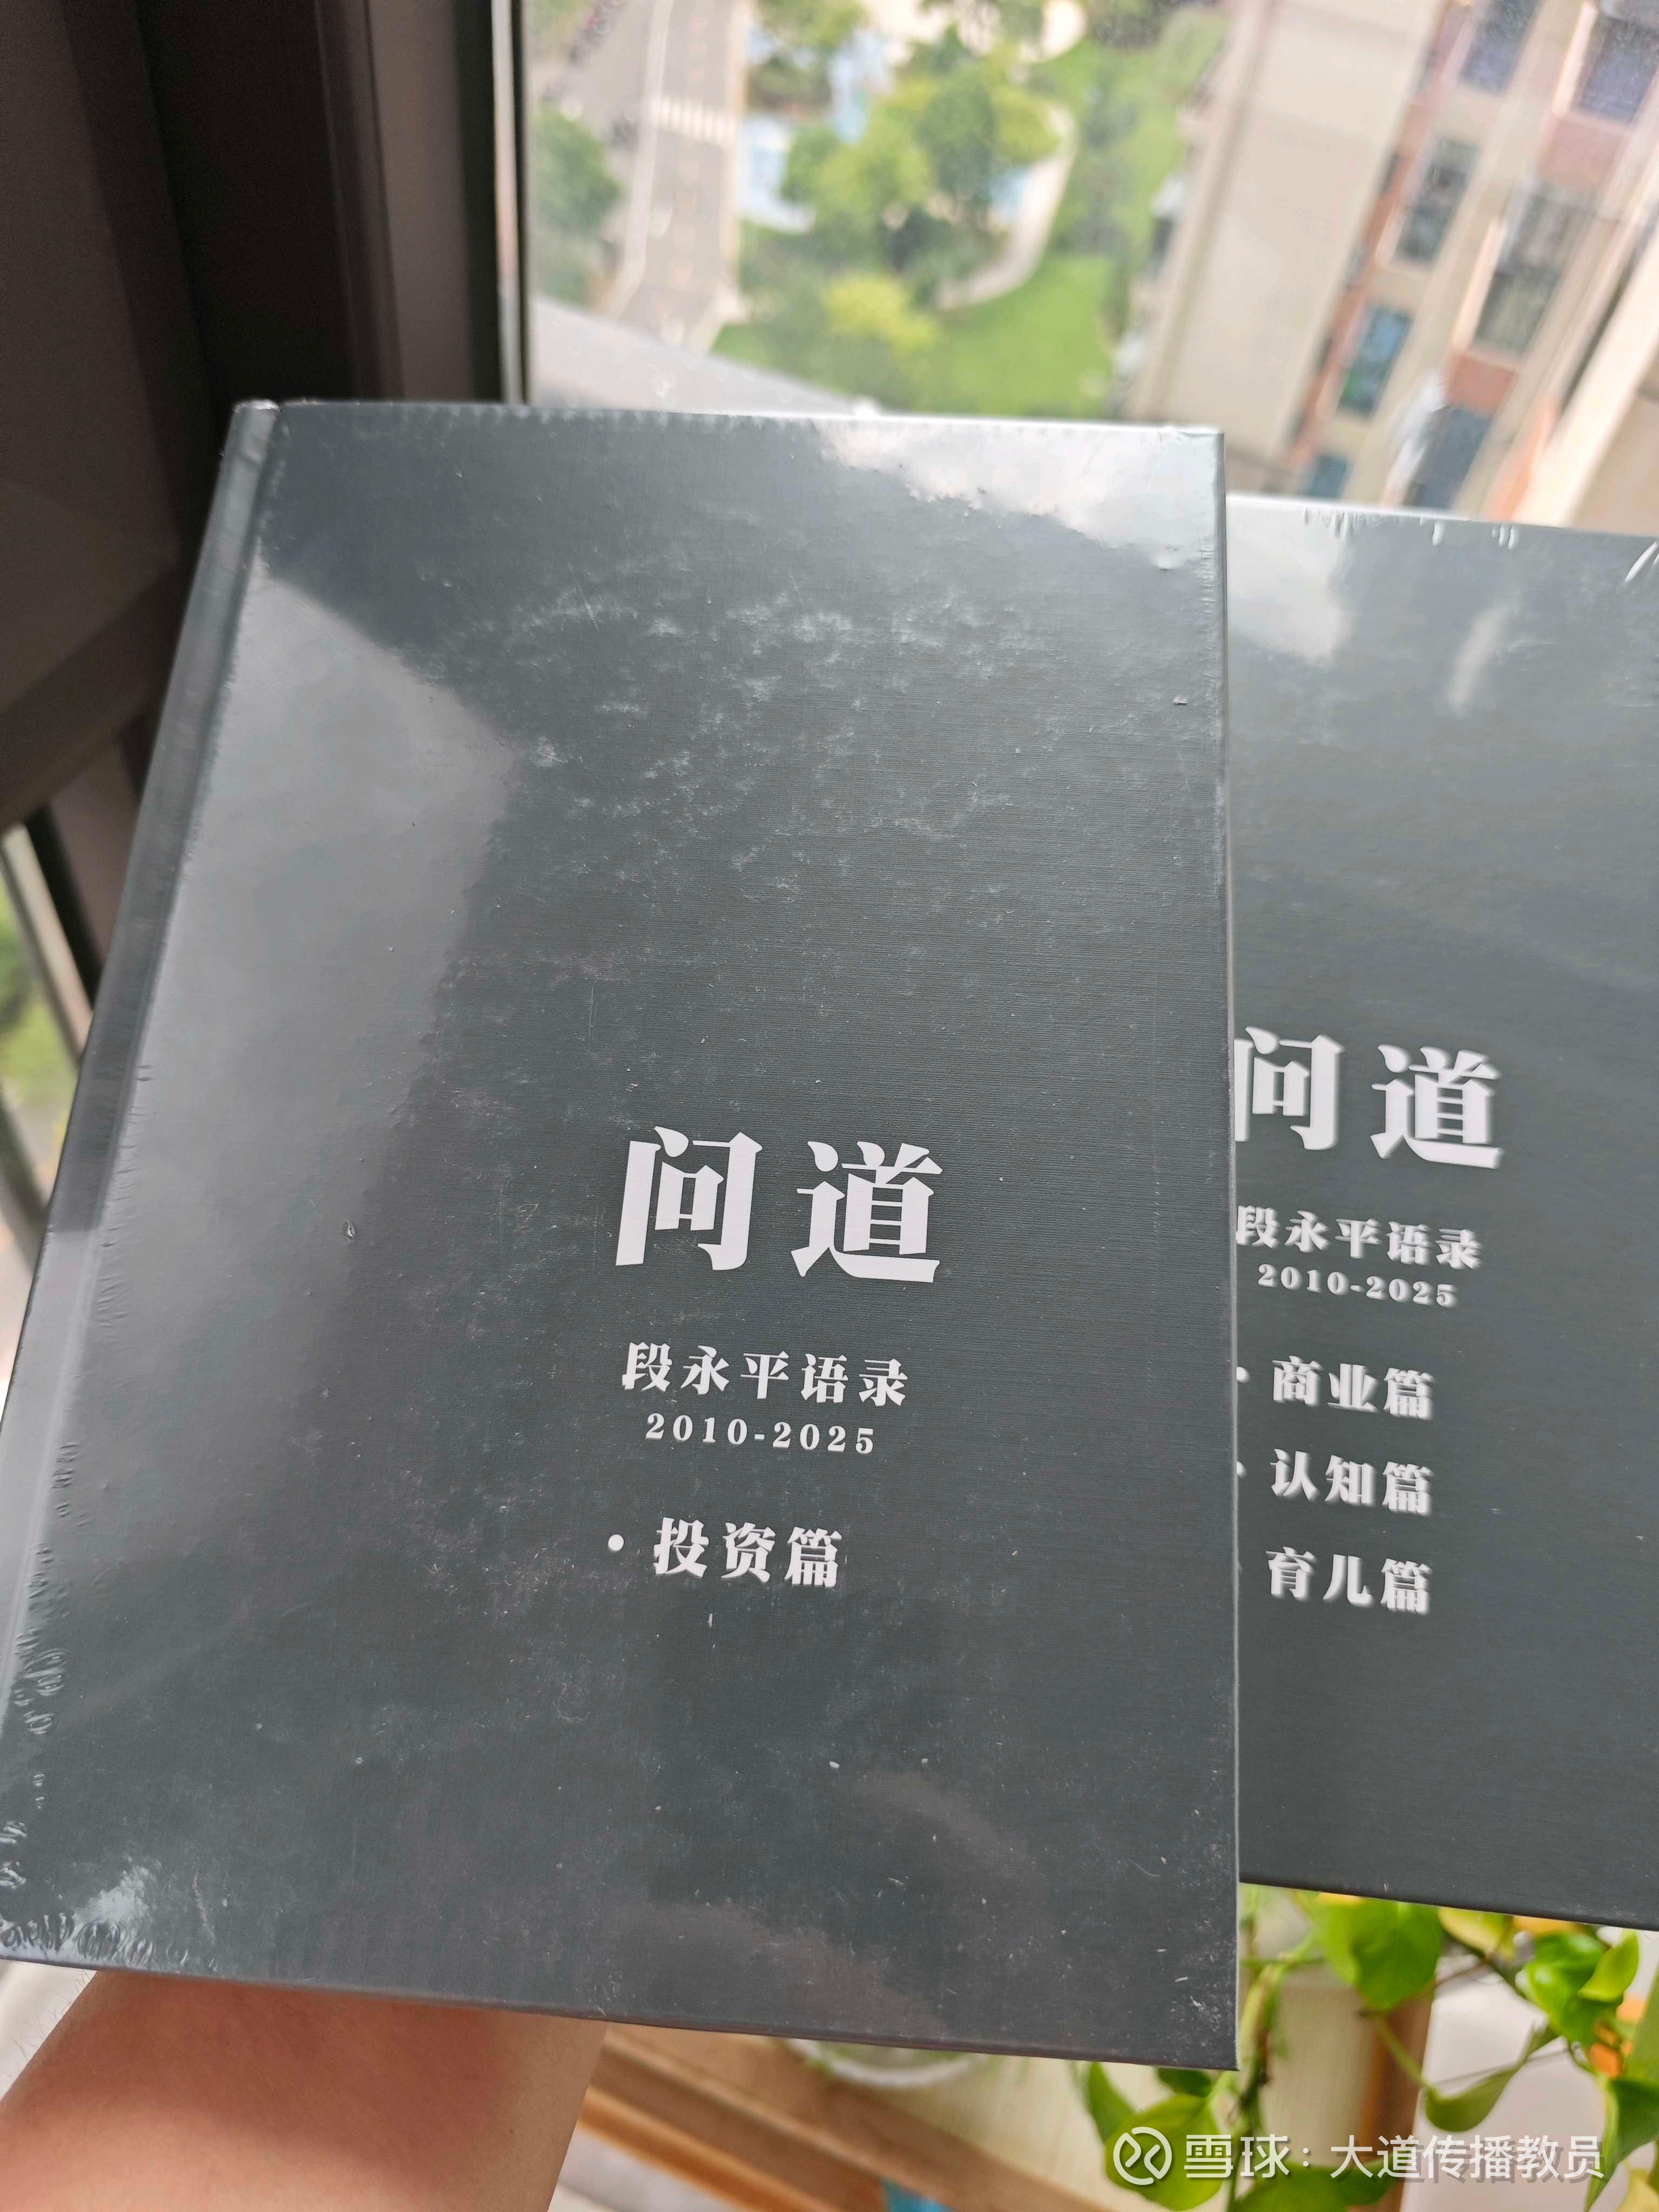 问道
段永平语录
2010-2025
· 投资篇
问道
段永平语录
2010-2025
· 商业篇
· 认知篇
· 育儿篇
雪球：大道传播教员